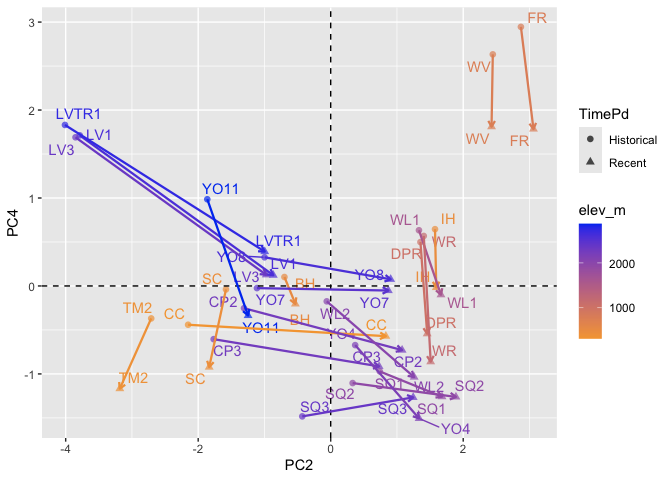 3
2
1
0
-1
PC4
-4
-2
0
2
PC2
FR
WV
WV
FR
LVTR1
LV1
LV3
YO11
WL1
IH
WR
DPR
LVTR1
YO8
LV1
LV3
YO8
IH
SC
BH
YO7
YO7
WL1
CP2
TM2
CC
BH
YO11
WL2
CC
DPR
YO4
CP3
CP3
CP2
WR
TM2
SC
SQ1
WL2
SQ2
SQ2
SQ3
SQ3
SQ1
YO4
TimePd
Historical
Recent
elev_m
2000
1000